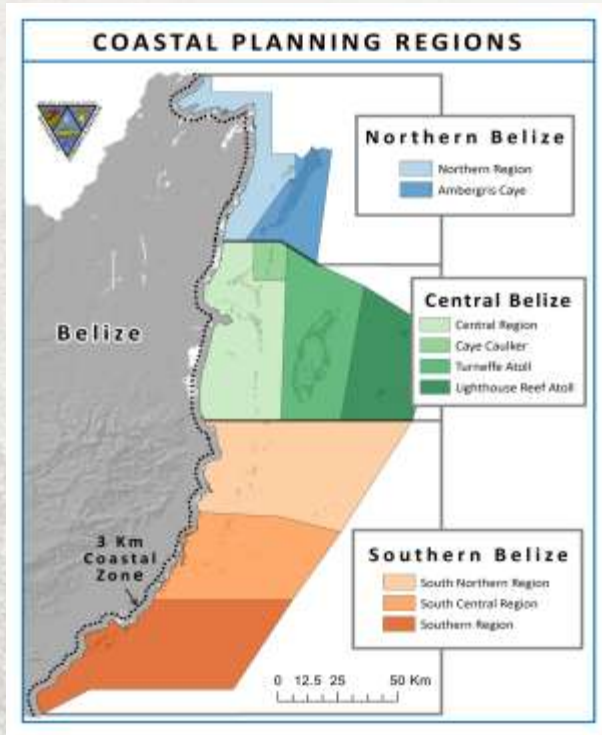 COASTAL PLANNING REGIONS
Northern Belize
Northern Region
Ambergris Caye
Belize
Central Belize
Central Region
Caye Caulker
Turneffe Atoll
Lighthouse Reef Atoll
3 Km
Coastal
Zone
Southern Belize
South Northern Region
South Central Region
Southern Region
0 12.5 25 50 Km